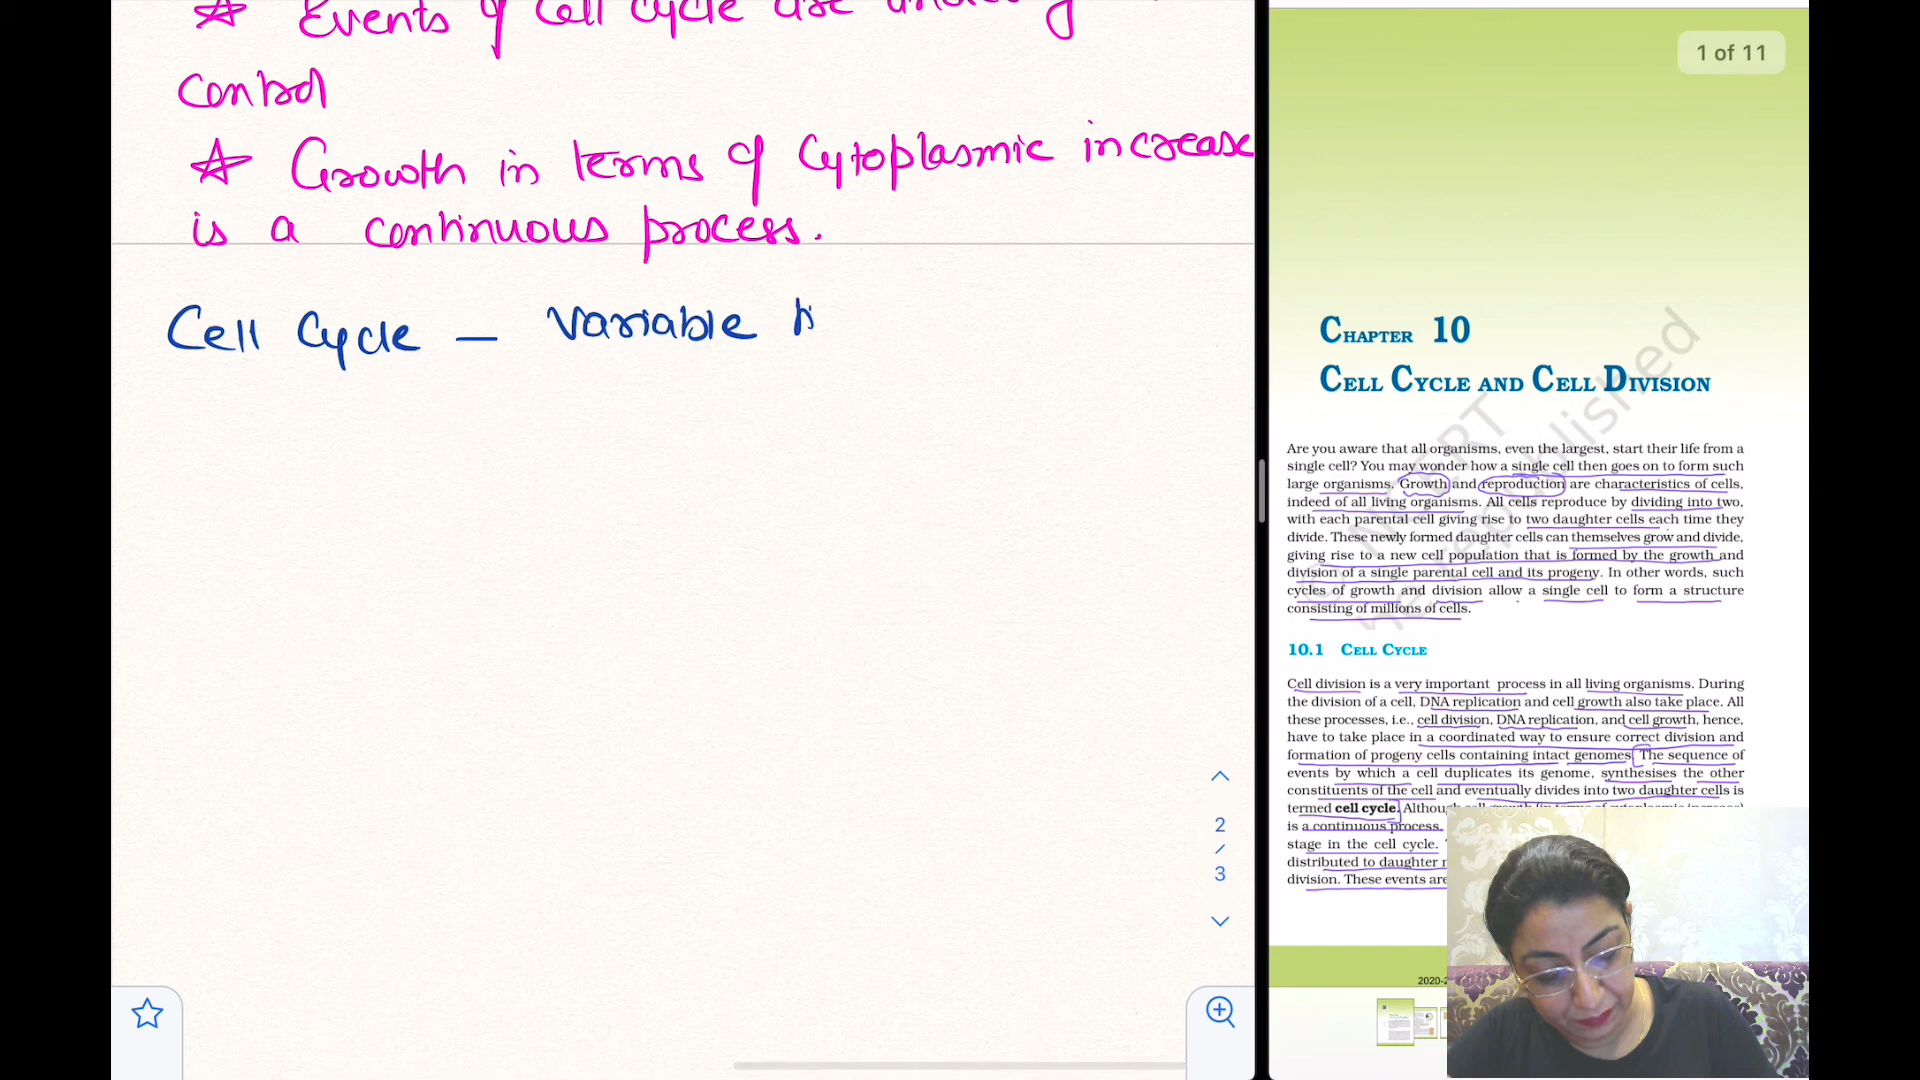 ☆ Events of Cell Cycle are under g
Control
☆ Growth in terms of Cytoplasmic increase
is a continuous process.
Cell Cycle – Variable
2
/
3
1 of 11
CHAPTER 10
CELL CYCLE AND CELL DIVISION
Are you aware that all organisms, even the largest, start their life from a
single cell? You may wonder how a single cell then goes on to form such
large organisms. Growth and reproduction are characteristics of cells,
indeed of all living organisms. All cells reproduce by dividing into two,
with each parental cell giving rise to two daughter cells each time they
divide. These newly formed daughter cells can themselves grow and divide,
giving rise to a new cell population that is formed by the growth and
division of a single parental cell and its progeny. In other words, such
cycles of growth and division allow a single cell to form a structure
consisting of millions of cells.
10.1 CELL CYCLE
Cell division is a very important process in all living organisms. During
the division of a cell, DNA replication and cell growth also take place. All
these processes, i.e., cell division, DNA replication, and cell growth, hence,
have to take place in a coordinated way to ensure correct division and
formation of progeny cells containing intact genomes. The sequence of
events by which a cell duplicates its genome, synthesises the other
constituents of the cell and eventually divides into two daughter cells is
termed cell cycle. Although cell growth (in terms of cytoplasmic increase)
is a continuous process,
stage in the cell cycle.
distributed to daughter
division. These events are
2020-2